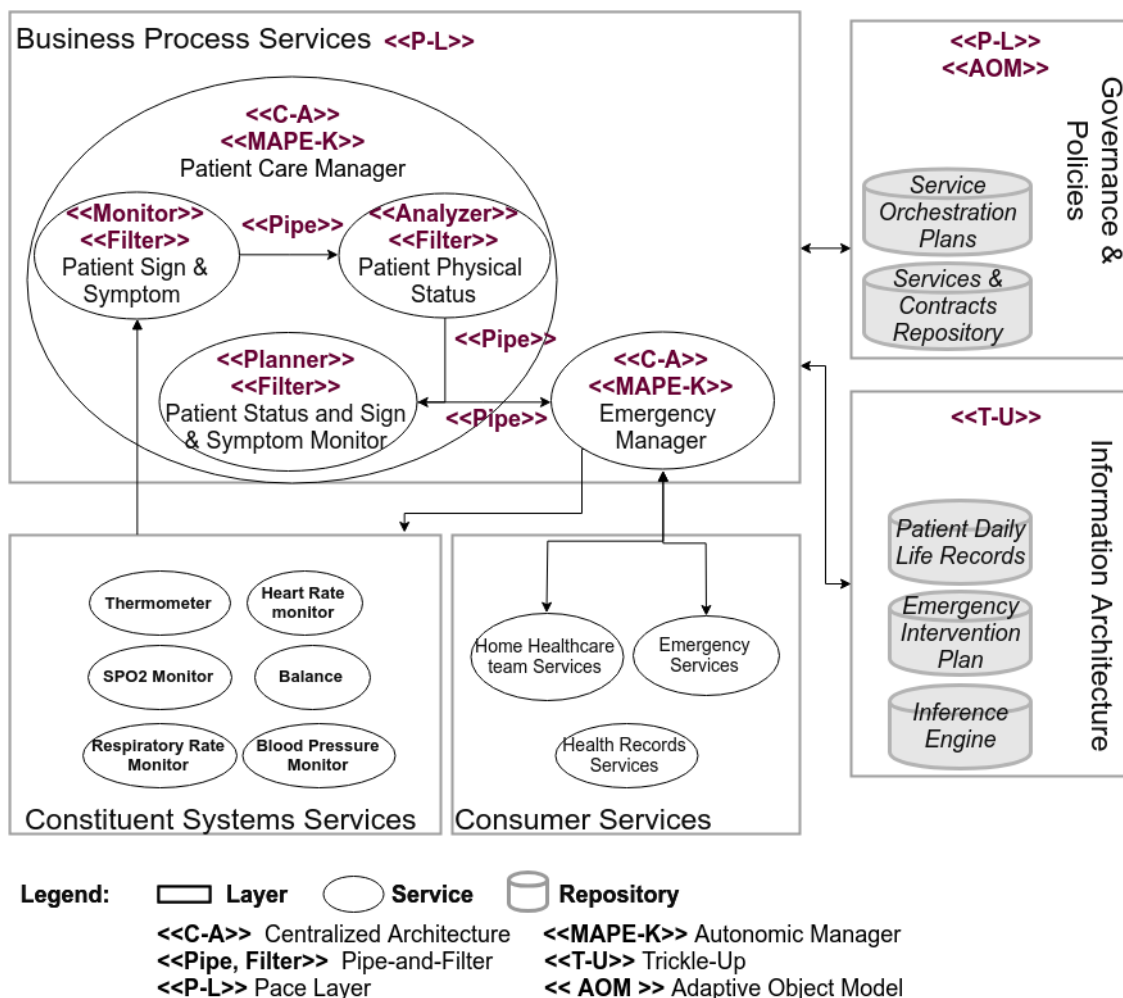 Business Process Services <<P-L>>
<<C-A>>
<<MAPE-K>>
Patient Care Manager
<<Monitor>>
<<Filter>>
Patient Sign &
Symptom
<<Pipe>>
<<Analyzer>>
<<Filter>>
Patient Physical
Status
<<Pipe>>
<<Planner>>
<<Filter>>
Patient Status and Sign
& Symptom Monitor
<<Pipe>>
<<C-A>>
<<MAPE-K>>
Emergency
Manager
<<P-L>>
<<AOM>>
Governance &
Policies
Service
Orchestration
Plans
Services &
Contracts
Repository
<<T-U>>
Information Architecture
Patient Daily
Life Records
Emergency
Intervention
Plan
Inference
Engine
Thermometer
Heart Rate
monitor
SPO2 Monitor
Balance
Respiratory Rate
Monitor
Blood Pressure
Monitor
Constituent Systems Services
Home Healthcare
team Services
Emergency
Services
Health Records
Services
Consumer Services
Legend:
Layer
Service
Repository
<<C-A>> Centralized Architecture
<<MAPE-K>> Autonomic Manager
<<Pipe, Filter>> Pipe-and-Filter
<<T-U>> Trickle-Up
<<P-L>> Pace Layer
<< AOM >> Adaptive Object Model